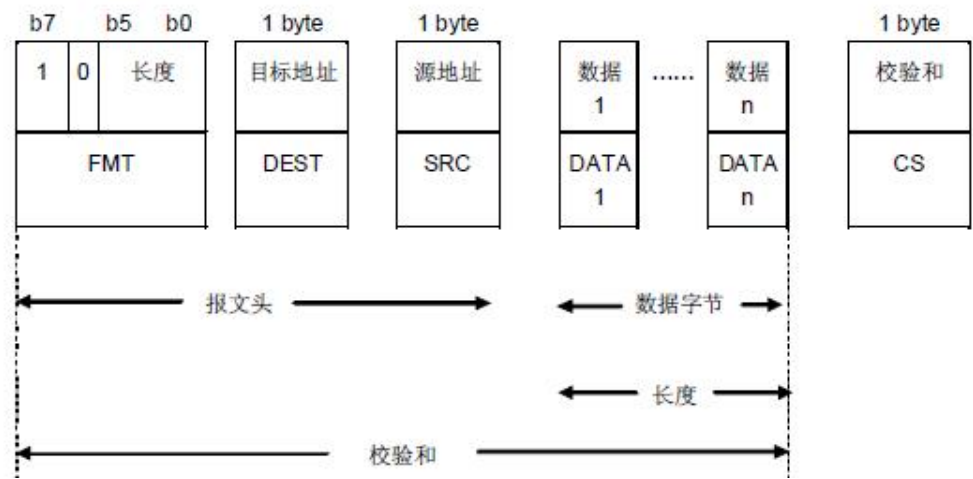 b7 b5 b0 1 byte 1 byte 1 byte
1 0 长度 目标地址 源地址 数据 1 …… 数据 n 校验和
FMT DEST SRC DATA 1 DATA n CS
报文头 数据字节
长度
校验和